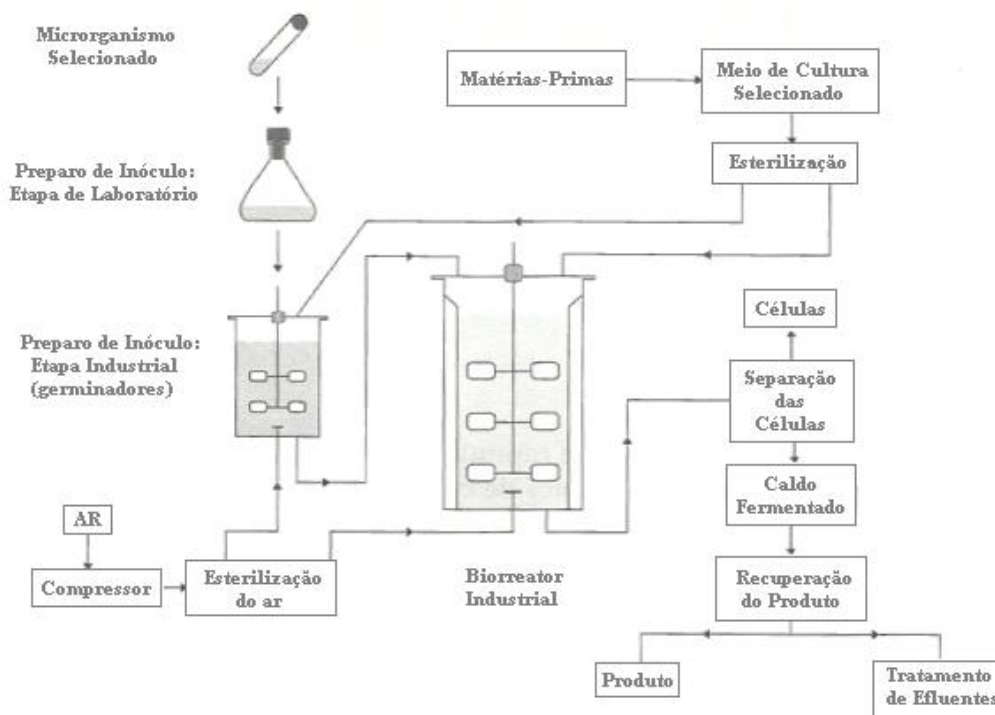 Microrganismo
Selecionado
Matérias-Primas
Meio de Cultura
Selecionado
Preparo de Inóculo:
Etapa de Laboratório
Esterilização
Preparo de Inóculo:
Etapa Industrial
(germinadores)
Células
Separação
das
Células
Caldo
Fermentado
AR
Compressor
Esterilização
do ar
Biorreator
Industrial
Recuperação
do Produto
Produto
Tratamento
de Efluentes